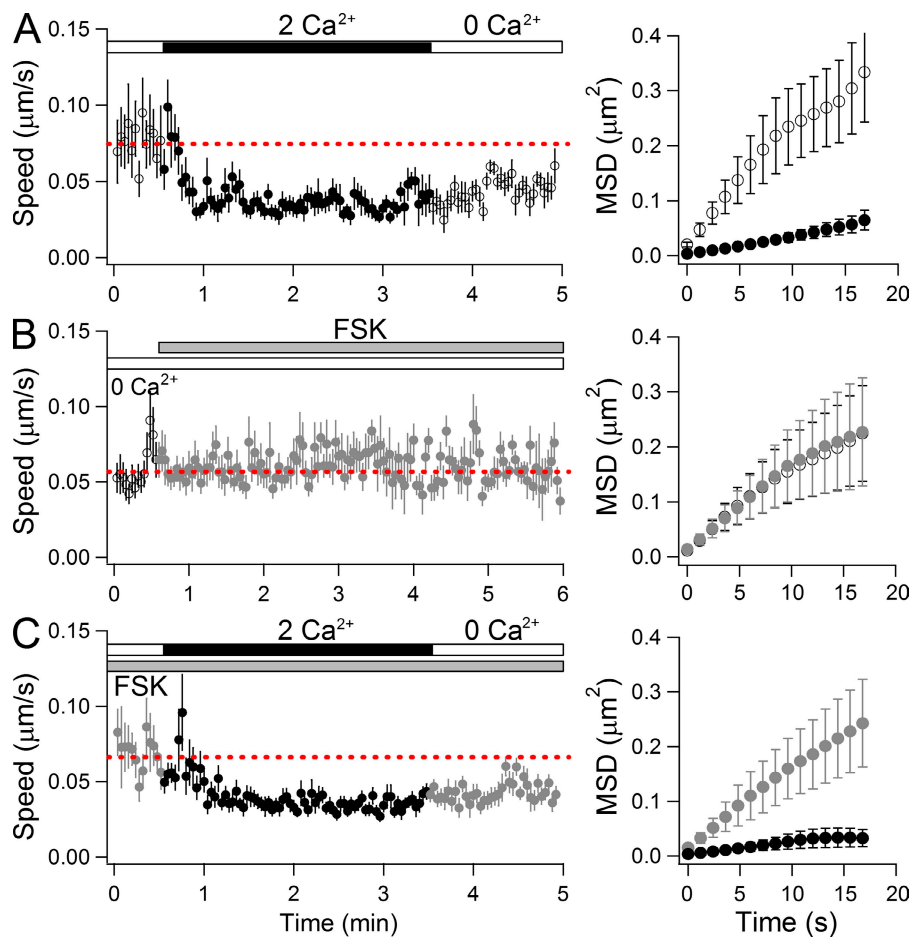 A
2 Ca²⁺ 0 Ca²⁺
Speed (μm/s)
0.15
0.10
0.05
0.00
0 1 2 3 4 5
MSD (μm²)
0.4
0.3
0.2
0.1
0.0
0 5 10 15 20
B
FSK
0 Ca²⁺
Speed (μm/s)
0.15
0.10
0.05
0.00
0 1 2 3 4 5 6
MSD (μm²)
0.4
0.3
0.2
0.1
0.0
0 5 10 15 20
C
2 Ca²⁺ 0 Ca²⁺
FSK
Speed (μm/s)
0.15
0.10
0.05
0.00
0 1 2 3 4 5
Time (min)
MSD (μm²)
0.4
0.3
0.2
0.1
0.0
0 5 10 15 20
Time (s)